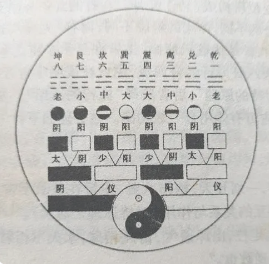 坤 艮 坎 巽 震 离 兑 乾
八 七 六 五 四 三 二 一
老 小 中 大 大 中 小 老
阴 阳 阳 阴 阳 阴 阴 阳
太 阴 少 阳 少 阴 太 阳
阴 仪 阳 仪